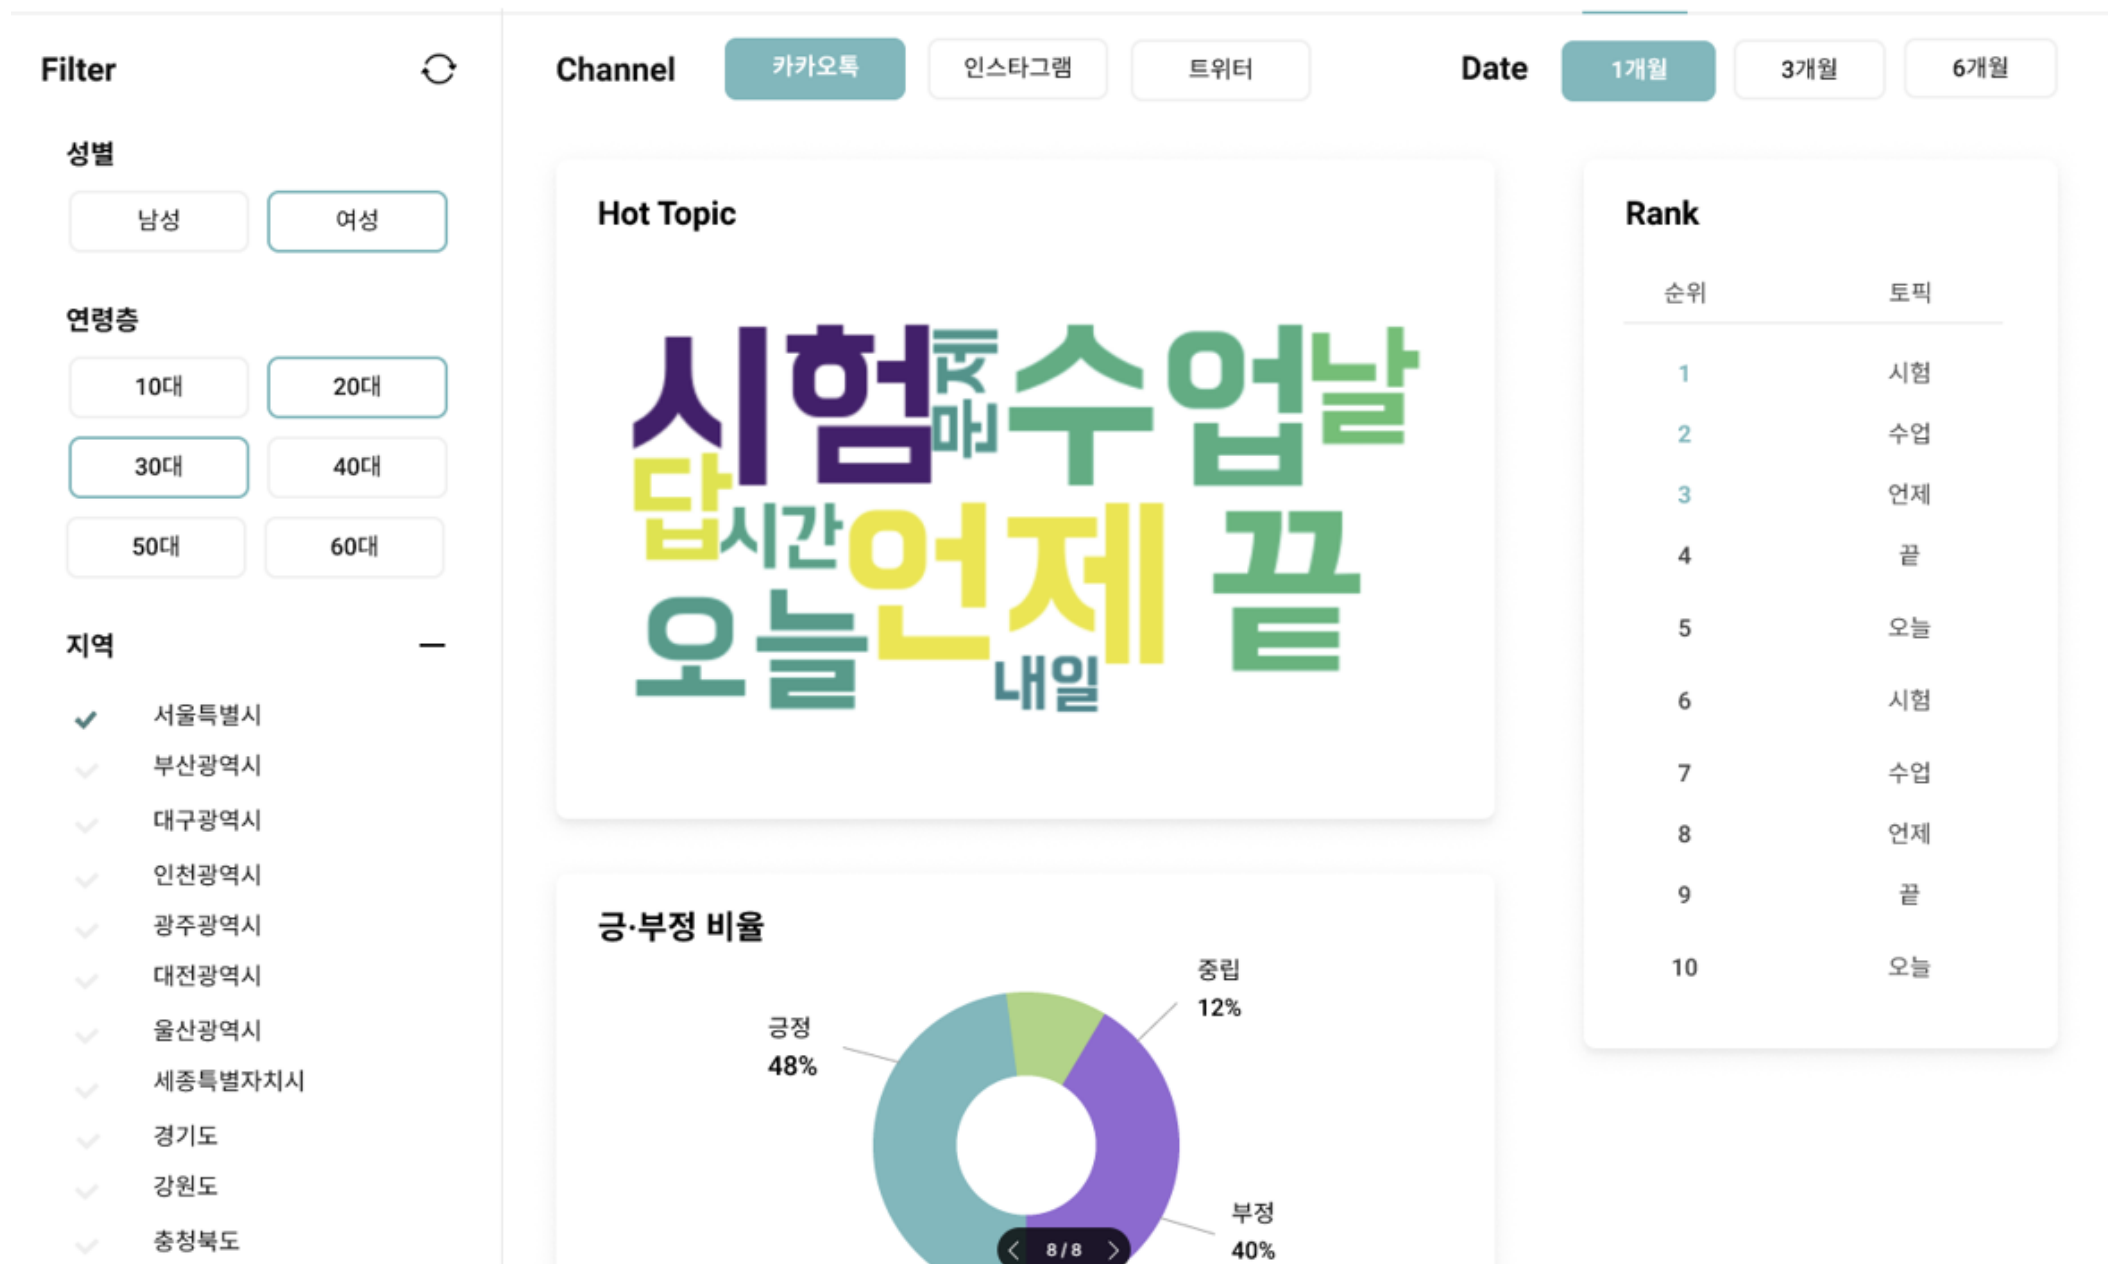 Filter
성별
남성 여성
연령층
10대 20대
30대 40대
50대 60대
지역
서울특별시
부산광역시
대구광역시
인천광역시
광주광역시
대전광역시
울산광역시
세종특별자치시
경기도
강원도
충청북도
Channel 카카오톡 인스타그램 트위터
Date 1개월 3개월 6개월
Hot Topic
시험 문제 수업 날
답 시간 언제 끝
오늘 내일
Rank
순위 토픽
1 시험
2 수업
3 언제
4 끝
5 오늘
6 시험
7 수업
8 언제
9 끝
10 오늘
긍·부정 비율
중립
12%
긍정
48%
부정
40%
8/8